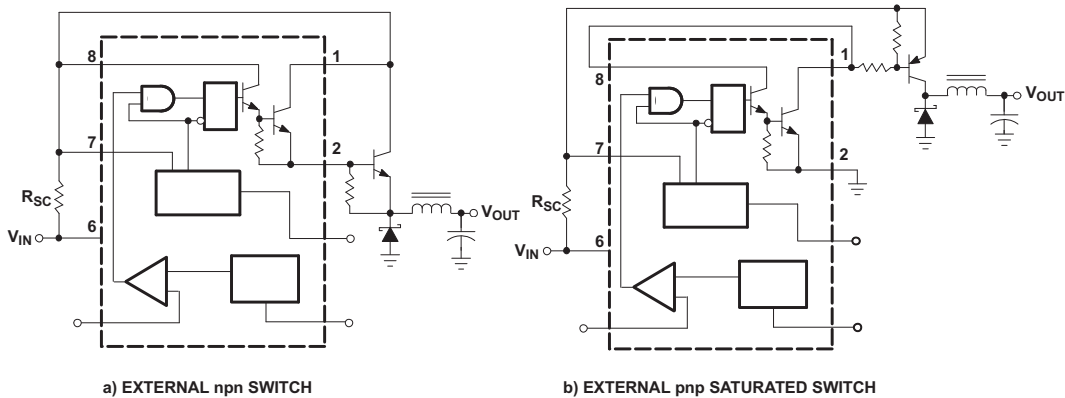 8
1
7
2
RSC
VIN
6
VOUT
a) EXTERNAL npn SWITCH
1
8
VOUT
7
2
RSC
VIN
6
b) EXTERNAL pnp SATURATED SWITCH